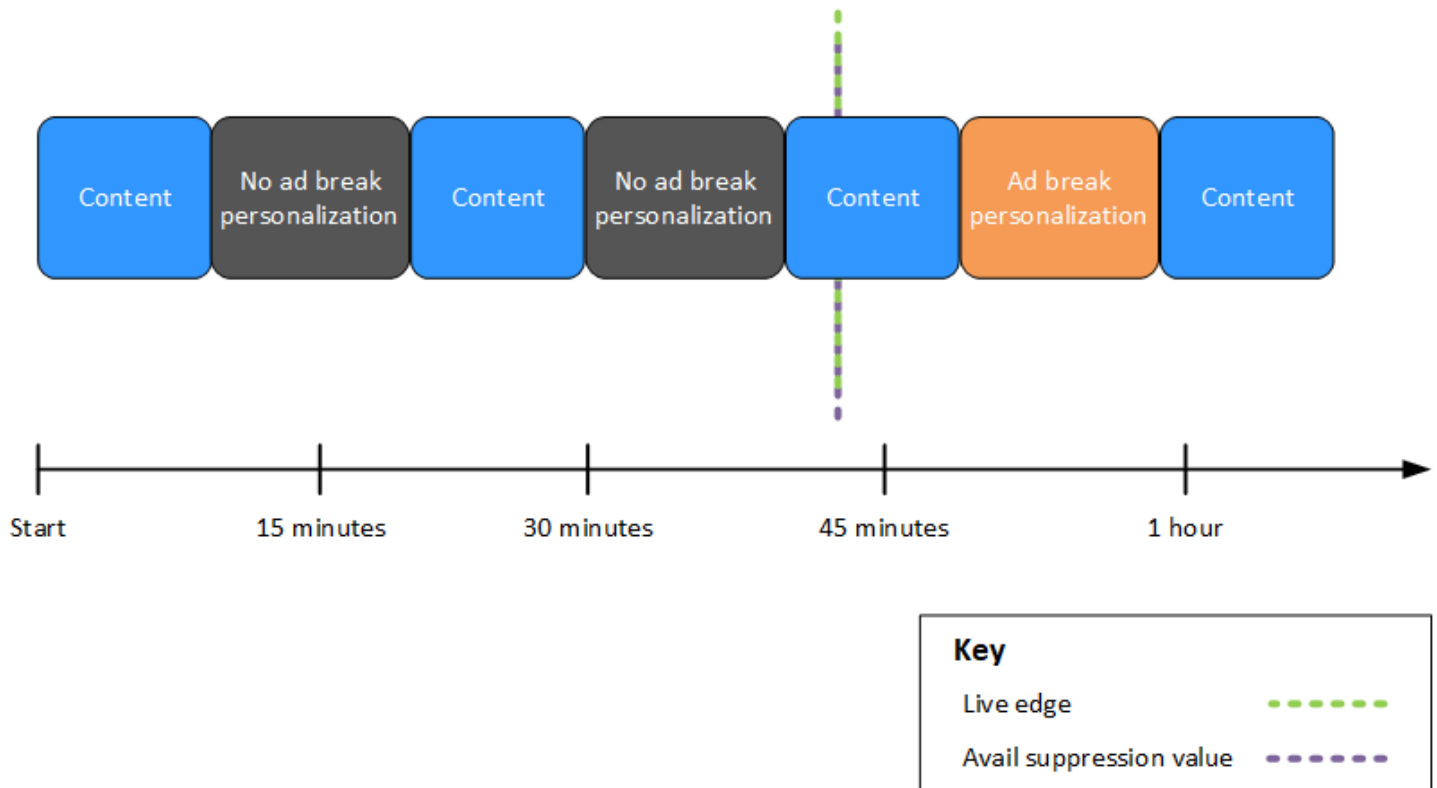 Content
No ad break
personalization
Content
No ad break
personalization
Content
Ad break
personalization
Content
Start
15 minutes
30 minutes
45 minutes
1 hour
Key
Live edge
Avail suppression value